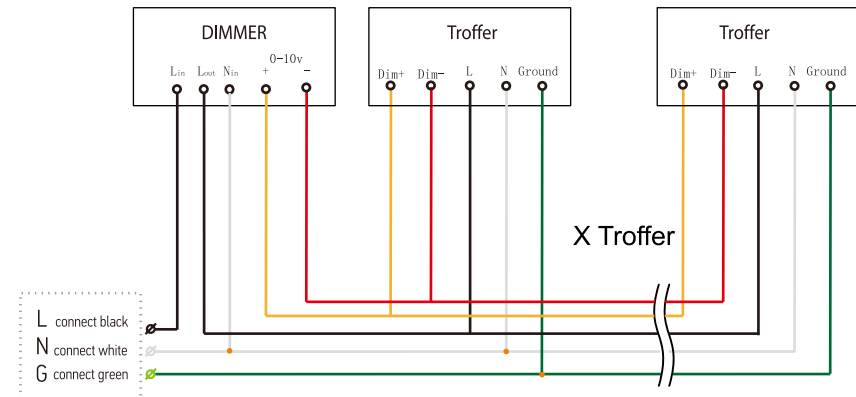 DIMMER
0-10v
Lin Lout Nin + -
Troffer
Dim+ Dim- L N Ground
Troffer
Dim+ Dim- L N Ground
X Troffer
L connect black
N connect white
G connect green